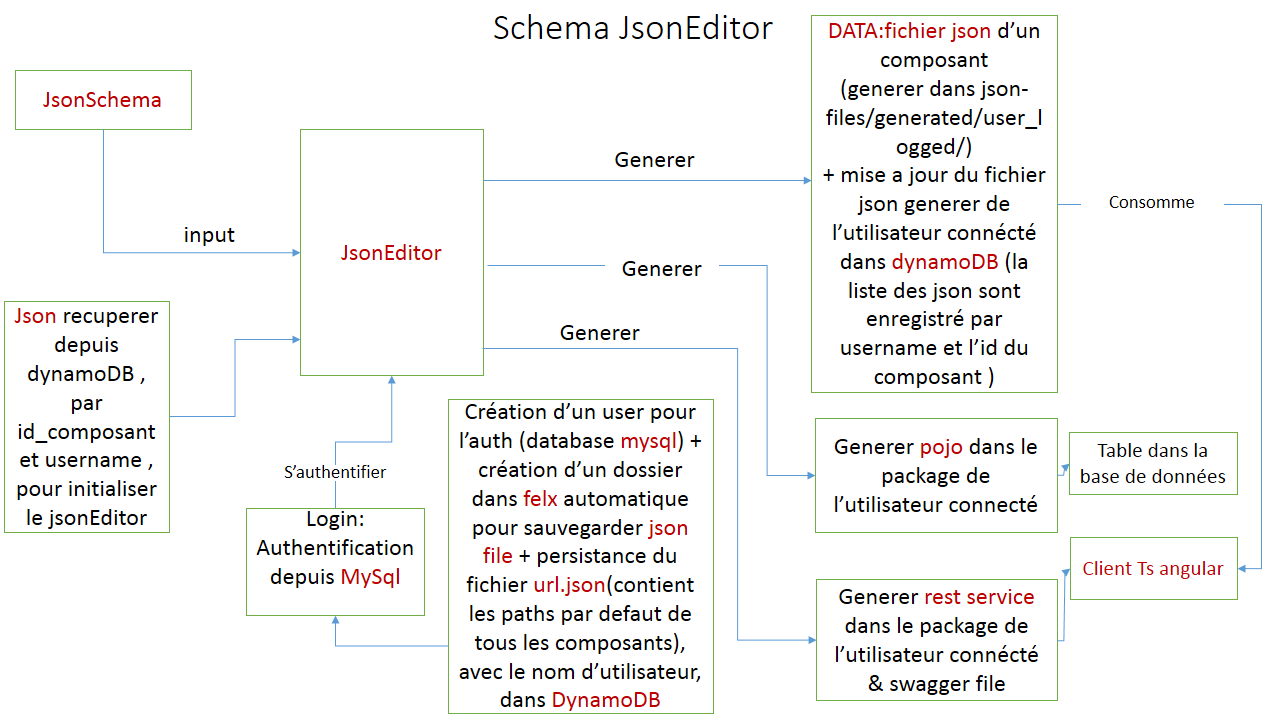 Schema JsonEditor
JsonSchema
input
Json recuperer
depuis
dynamoDB ,
par
id_composant
et username ,
pour initialiser
le jsonEditor
JsonEditor
S’authentifier
Login:
Authentification
depuis MySql
Création d’un user pour
l’auth (database mysql) +
création d’un dossier
dans felx automatique
pour sauvegarder json
file + persistance du
fichier url.json(contient
les paths par defaut de
tous les composants),
avec le nom d’utilisateur,
dans DynamoDB
Generer
Generer
Generer
DATA:fichier json d’un
composant
(generer dans json-
files/generated/user_l
ogged/)
+ mise a jour du fichier
json generer de
l’utilisateur connécté
dans dynamoDB (la
liste des json sont
enregistré par
username et l’id du
composant )
Consomme
Generer pojo dans le
package de
l’utilisateur connecté
Table dans la
base de données
Generer rest service
dans le package de
l’utilisateur connécté
& swagger file
Client Ts angular